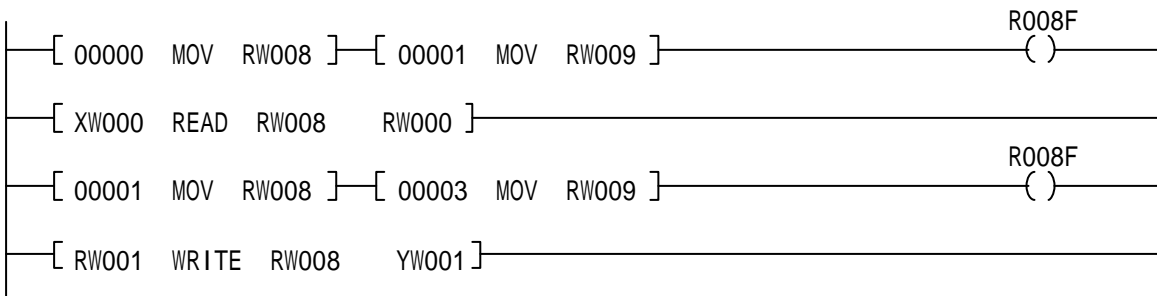 R008F
[ 00000 MOV RW008 ] [ 00001 MOV RW009 ] ( )
[ XW000 READ RW008 RW000 ]
R008F
[ 00001 MOV RW008 ] [ 00003 MOV RW009 ] ( )
[ RW001 WRITE RW008 YW001 ]